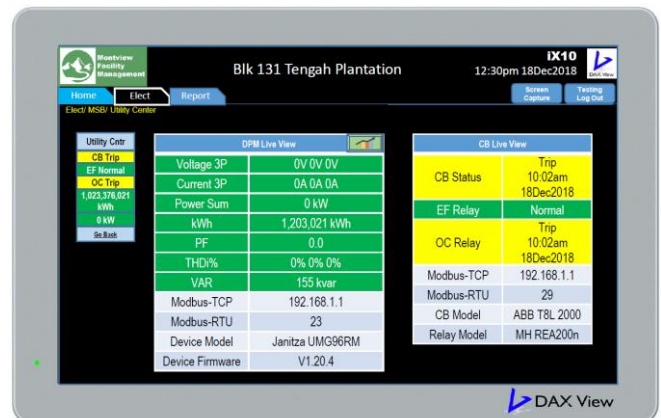 Montview
Facility
Management
Blk 131 Tengah Plantation
iX10
12:30pm 18Dec2018
DAX View
Home Elect Report
Screen
Capture
Testing
Log Out
Elect/ MSB/ Utility Center
Utility Cntr
CB Trip
EF Normal
OC Trip
1,023,376,021
kWh
0 kW
Go Back
DPM Live View
Voltage 3P 0V 0V 0V
Current 3P 0A 0A 0A
Power Sum 0 kW
kWh 1,203,021 kWh
PF 0.0
THDi% 0% 0% 0%
VAR 155 kvar
Modbus-TCP 192.168.1.1
Modbus-RTU 23
Device Model Janitza UMG96RM
Device Firmware V1.20.4
CB Live View
CB Status
Trip
10:02am
18Dec2018
EF Relay Normal
OC Relay
Trip
10:02am
18Dec2018
Modbus-TCP 192.168.1.1
Modbus-RTU 29
CB Model ABB T8L 2000
Relay Model MH REA200n
DAX View